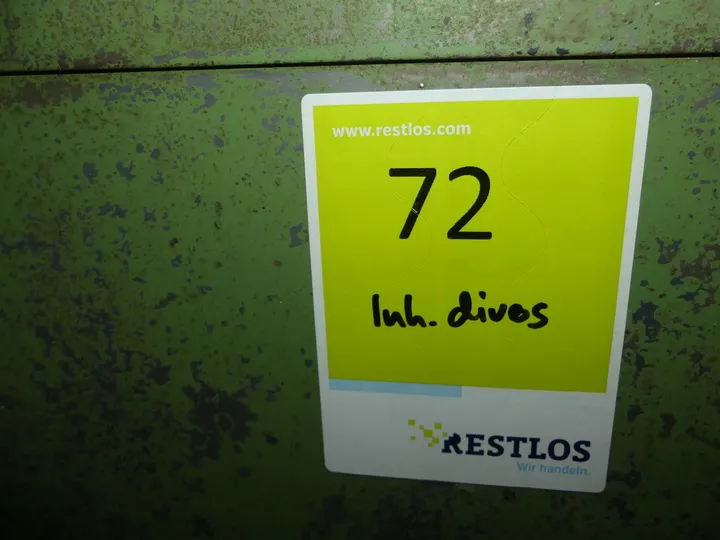 www.restlos.com
72
Inh. divos
RESTLOS
Wir handeln.